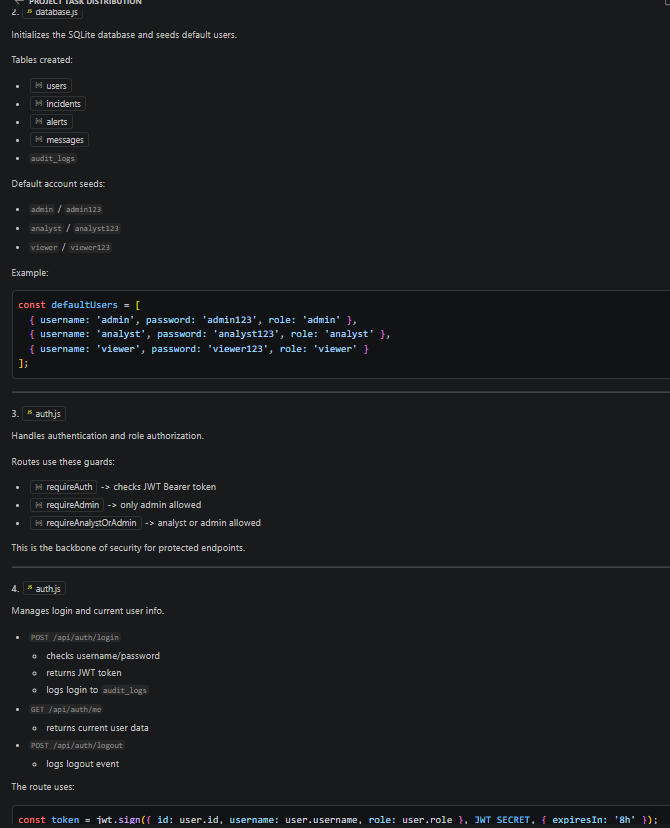 PROJECT TASK DISTRIBUTION
2. JS database.js
Initializes the SQLite database and seeds default users.
Tables created:
• users
• incidents
• alerts
• messages
• audit_logs
Default account seeds:
• admin / admin123
• analyst / analyst123
• viewer / viewer123
Example:
const defaultUsers = [
{ username: 'admin', password: 'admin123', role: 'admin' },
{ username: 'analyst', password: 'analyst123', role: 'analyst' },
{ username: 'viewer', password: 'viewer123', role: 'viewer' }
];
3. JS auth.js
Handles authentication and role authorization.
Routes use these guards:
• requireAuth -> checks JWT Bearer token
• requireAdmin -> only admin allowed
• requireAnalystOrAdmin -> analyst or admin allowed
This is the backbone of security for protected endpoints.
4. JS auth.js
Manages login and current user info.
• POST /api/auth/login
○ checks username/password
○ returns JWT token
○ logs login to audit_logs
• GET /api/auth/me
○ returns current user data
• POST /api/auth/logout
○ logs logout event
The route uses:
const token = jwt.sign({ id: user.id, username: user.username, role: user.role }, JWT_SECRET, { expiresIn: '8h' });